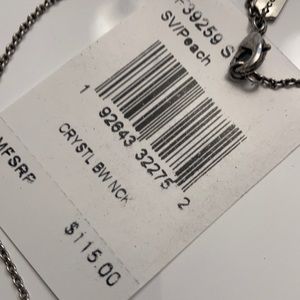 F39259 S
SV/Peach
1 92643 32275 2
CRYSTL BW NCK
MFSRP
$115.00